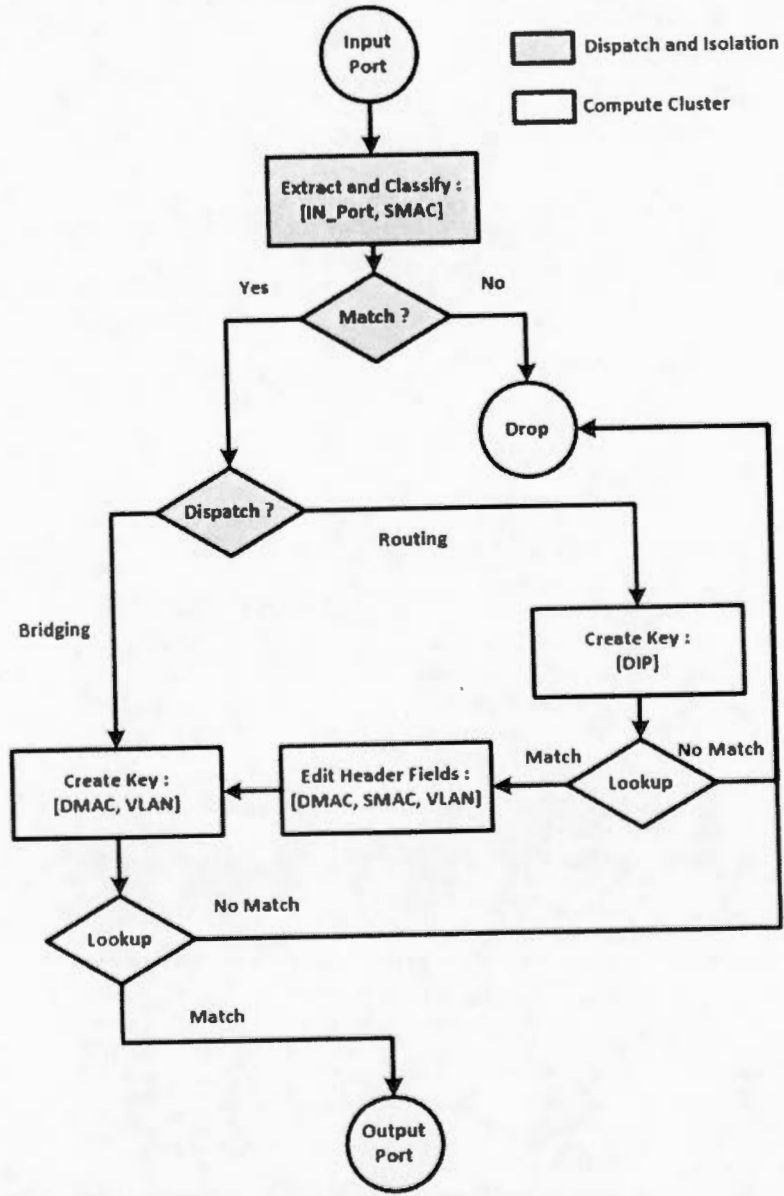 Input
Port
Dispatch and Isolation
Compute Cluster
Extract and Classify :
[IN_Port, SMAC]
Yes
No
Match ?
Drop
Dispatch ?
Routing
Bridging
Create Key :
[DIP]
Match
No Match
Lookup
Edit Header Fields :
[DMAC, SMAC, VLAN]
Create Key :
[DMAC, VLAN]
No Match
Lookup
Match
Output
Port